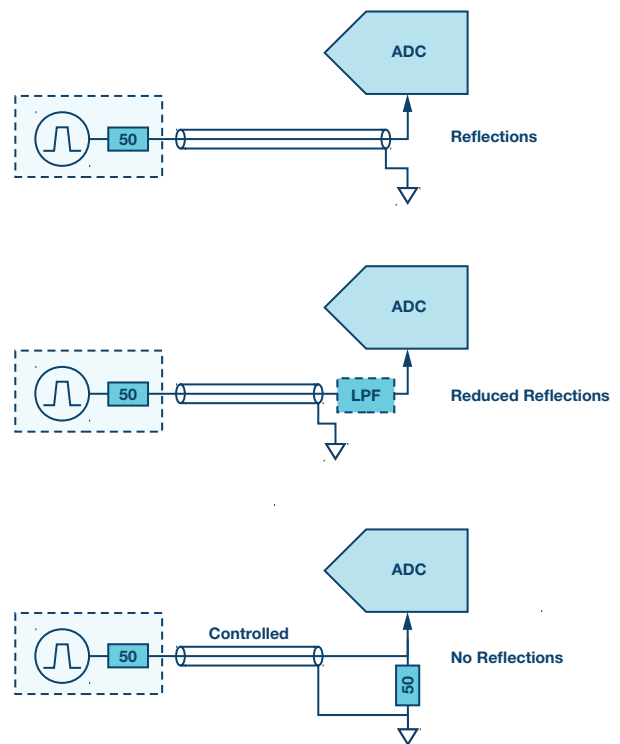 ADC
50
Reflections
ADC
50
LPF
Reduced Reflections
ADC
Controlled
50
No Reflections
50